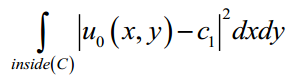 ∫_{inside(C)} |u₀(x, y) − c₁|² dxdy